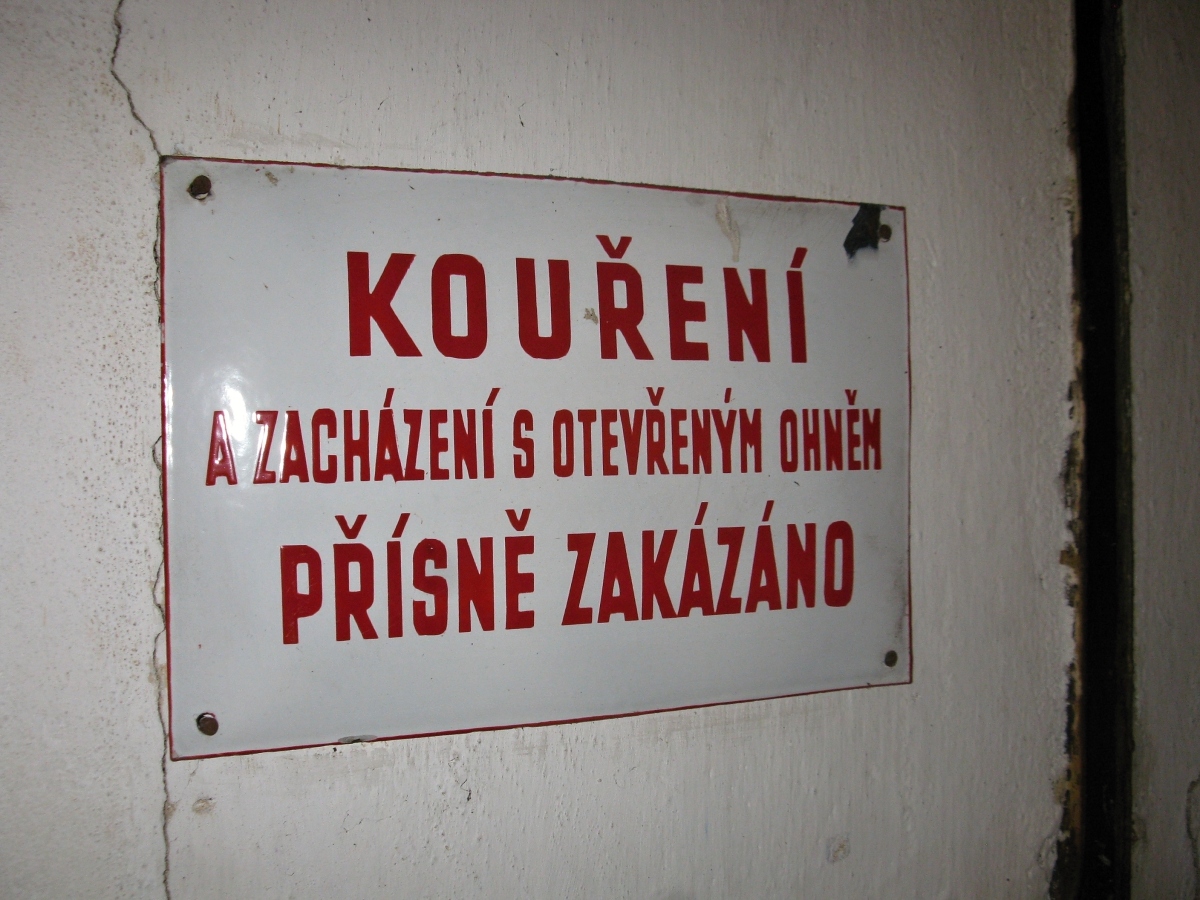 KOUŘENÍ
A ZACHÁZENÍ S OTEVŘENÝM OHNĚM
PŘÍSNĚ ZAKÁZÁNO